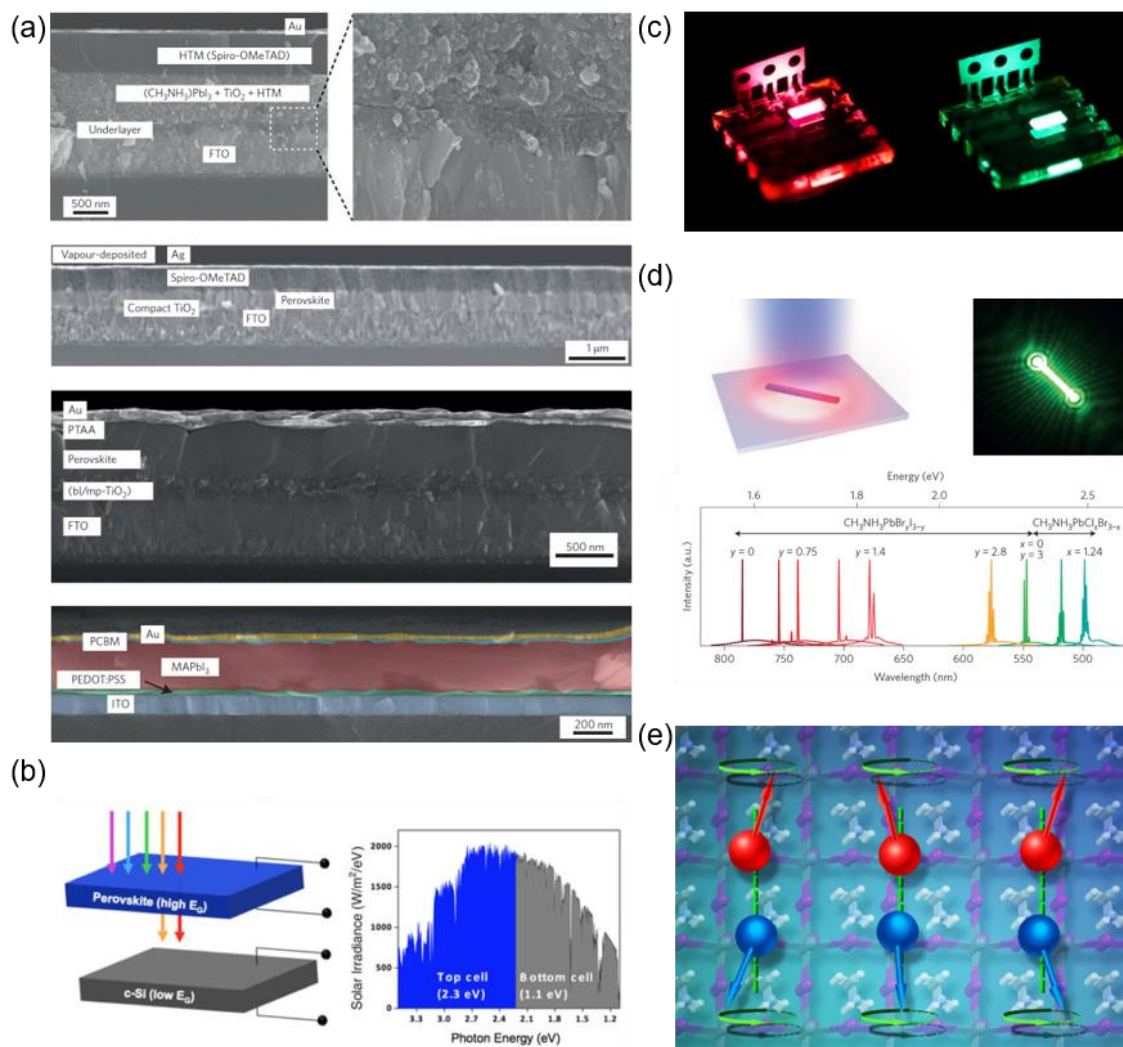 (a)
Au
HTM (Spiro-OMeTAD)
(CH₃NH₃)PbI₃ + TiO₂ + HTM
Underlayer
FTO
500 nm
Vapour-deposited Ag
Spiro-OMeTAD
Perovskite
Compact TiO₂
FTO
1 µm
Au
PTAA
Perovskite
(bl/mp-TiO₂)
FTO
500 nm
Au
PCBM
MAPbI₃
PEDOT:PSS
ITO
200 nm
(b)
Perovskite (high E_G)
c-Si (low E_G)
Solar Irradiance (W/m²/eV)
2000
1500
1000
500
0
Top cell
(2.3 eV)
Bottom cell
(1.1 eV)
3.3 3.0 2.7 2.4 2.1 1.8 1.5 1.2
Photon Energy (eV)
(c)
(d)
Energy (eV)
1.6 1.8 2.1 2.5
CH₃NH₃PbBr_yI₃₋y
CH₃NH₃PbCl_xBr₃₋x
y = 0
y = 0.75
y = 1.4
y = 2.8
x = 0
y = 3
x = 1.24
Intensity (a.u.)
800 750 700 650 600 550 500
Wavelength (nm)
(e)